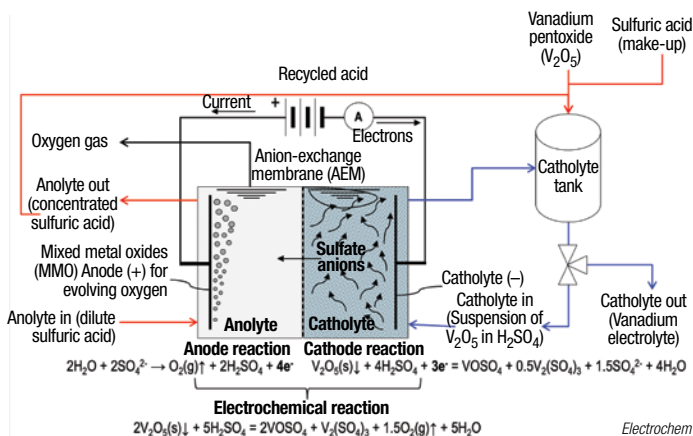 Vanadium
pentoxide
(V₂O₅)
Sulfuric acid
(make-up)
Recycled acid
Current
+
A
Electrons
Oxygen gas
Anion-exchange
membrane (AEM)
Catholyte
tank
Anolyte out
(concentrated
sulfuric acid)
Sulfate
anions
Mixed metal oxides
(MMO) Anode (+) for
evolving oxygen
Catholyte (–)
Catholyte in
(Suspension of
V₂O₅ in H₂SO₄)
Catholyte out
(Vanadium
electrolyte)
Anolyte in (dilute
sulfuric acid)
Anolyte
Catholyte
Anode reaction
Cathode reaction
2H₂O + 2SO₄²⁻ → O₂(g)↑ + 2H₂SO₄ + 4e⁻
V₂O₅(s)↓ + 4H₂SO₄ + 3e⁻ = VOSO₄ + 0.5V₂(SO₄)₃ + 1.5SO₄²⁻ + 4H₂O
Electrochemical reaction
2V₂O₅(s)↓ + 5H₂SO₄ = 2VOSO₄ + V₂(SO₄)₃ + 1.5O₂(g)↑ + 5H₂O
Electrochem